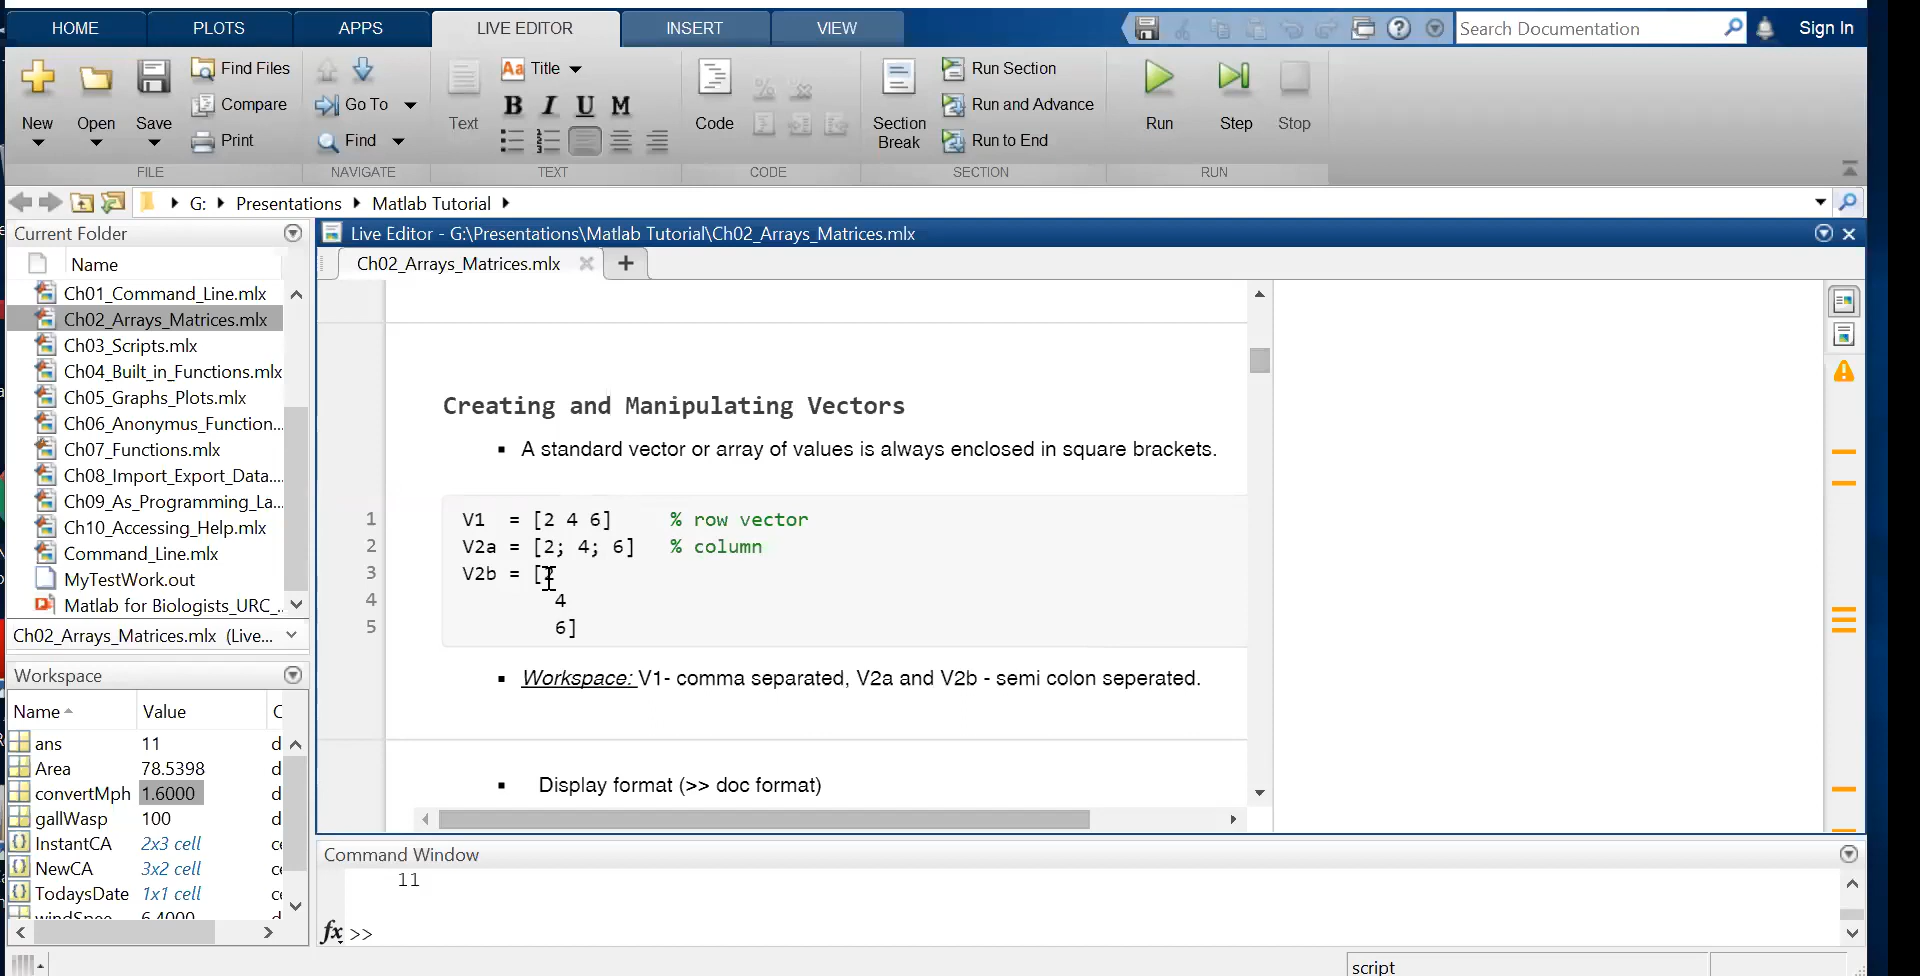 HOME PLOTS APPS LIVE EDITOR INSERT VIEW Search Documentation Sign In
New Open Save Find Files Compare Print
FILE
Go To Find
NAVIGATE
Text Aa Title B I U M
TEXT
Code
CODE
Section Break Run Section Run and Advance Run to End
SECTION
Run Step Stop
RUN
G: Presentations Matlab Tutorial
Current Folder
Name
Ch01_Command_Line.mlx
Ch02_Arrays_Matrices.mlx
Ch03_Scripts.mlx
Ch04_Built_in_Functions.mlx
Ch05_Graphs_Plots.mlx
Ch06_Anonymus_Function...
Ch07_Functions.mlx
Ch08_Import_Export_Data....
Ch09_As_Programming_La...
Ch10_Accessing_Help.mlx
Command_Line.mlx
MyTestWork.out
Matlab for Biologists_URC_...
Ch02_Arrays_Matrices.mlx (Live...
Workspace
Name Value C
ans 11 d
Area 78.5398 d
convertMph 1.6000 d
gallWasp 100 d
InstantCA 2x3 cell ce
NewCA 3x2 cell ce
TodaysDate 1x1 cell ce
windSpee 6.4000 d
Live Editor - G:\Presentations\Matlab Tutorial\Ch02_Arrays_Matrices.mlx
Ch02_Arrays_Matrices.mlx
Creating and Manipulating Vectors
▪ A standard vector or array of values is always enclosed in square brackets.
1 V1 = [2 4 6] % row vector
2 V2a = [2; 4; 6] % column
3 V2b = [2
4 4
5 6]
▪ Workspace: V1- comma separated, V2a and V2b - semi colon seperated.
▪ Display format (>> doc format)
Command Window
11
fx >>
script